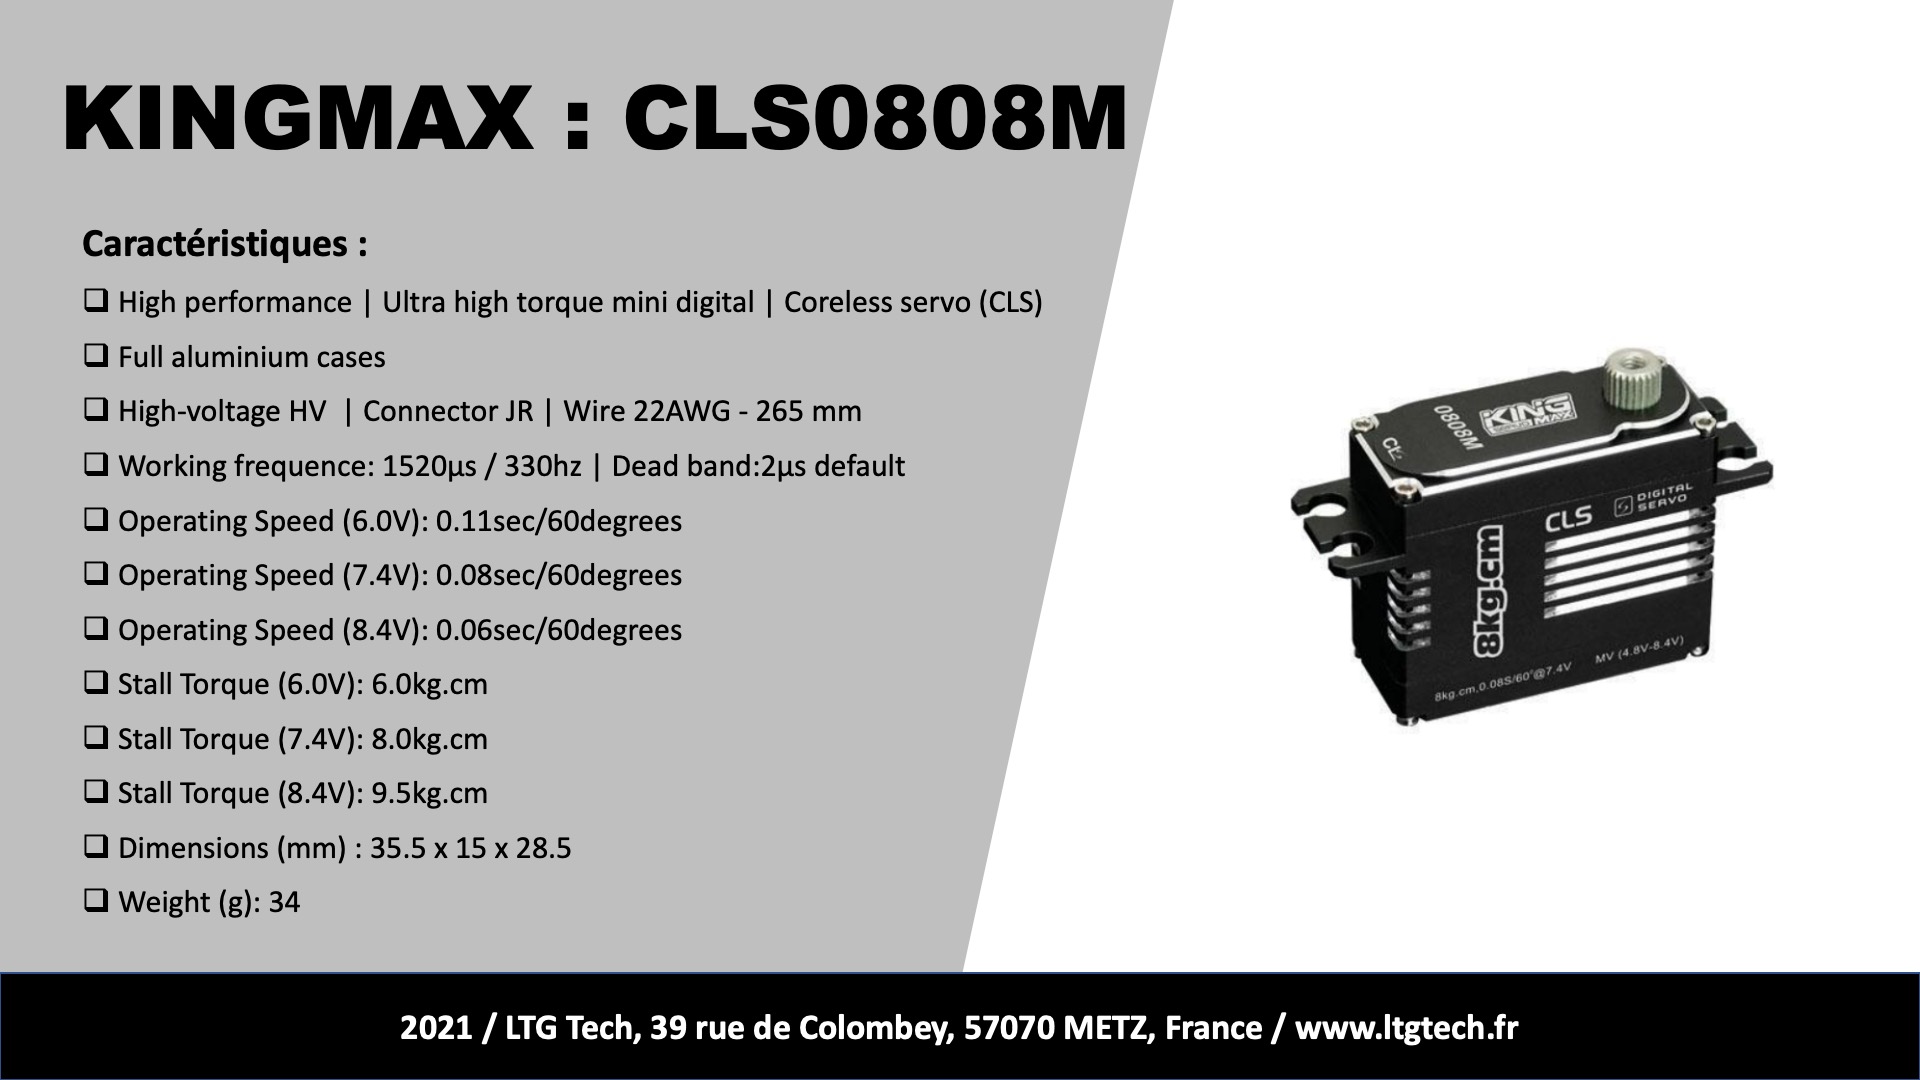 KINGMAX : CLS0808M
Caractéristiques :
High performance | Ultra high torque mini digital | Coreless servo (CLS)
Full aluminium cases
High-voltage HV | Connector JR | Wire 22AWG - 265 mm
Working frequence: 1520µs / 330hz | Dead band:2µs default
Operating Speed (6.0V): 0.11sec/60degrees
Operating Speed (7.4V): 0.08sec/60degrees
Operating Speed (8.4V): 0.06sec/60degrees
Stall Torque (6.0V): 6.0kg.cm
Stall Torque (7.4V): 8.0kg.cm
Stall Torque (8.4V): 9.5kg.cm
Dimensions (mm) : 35.5 x 15 x 28.5
Weight (g): 34
0808M
KING
MAX
CLS
DIGITAL
SERVO
8kg.cm
8kg.cm,0.08S/60°@7.4V MV (4.8V-8.4V)
2021 / LTG Tech, 39 rue de Colombey, 57070 METZ, France / www.ltgtech.fr